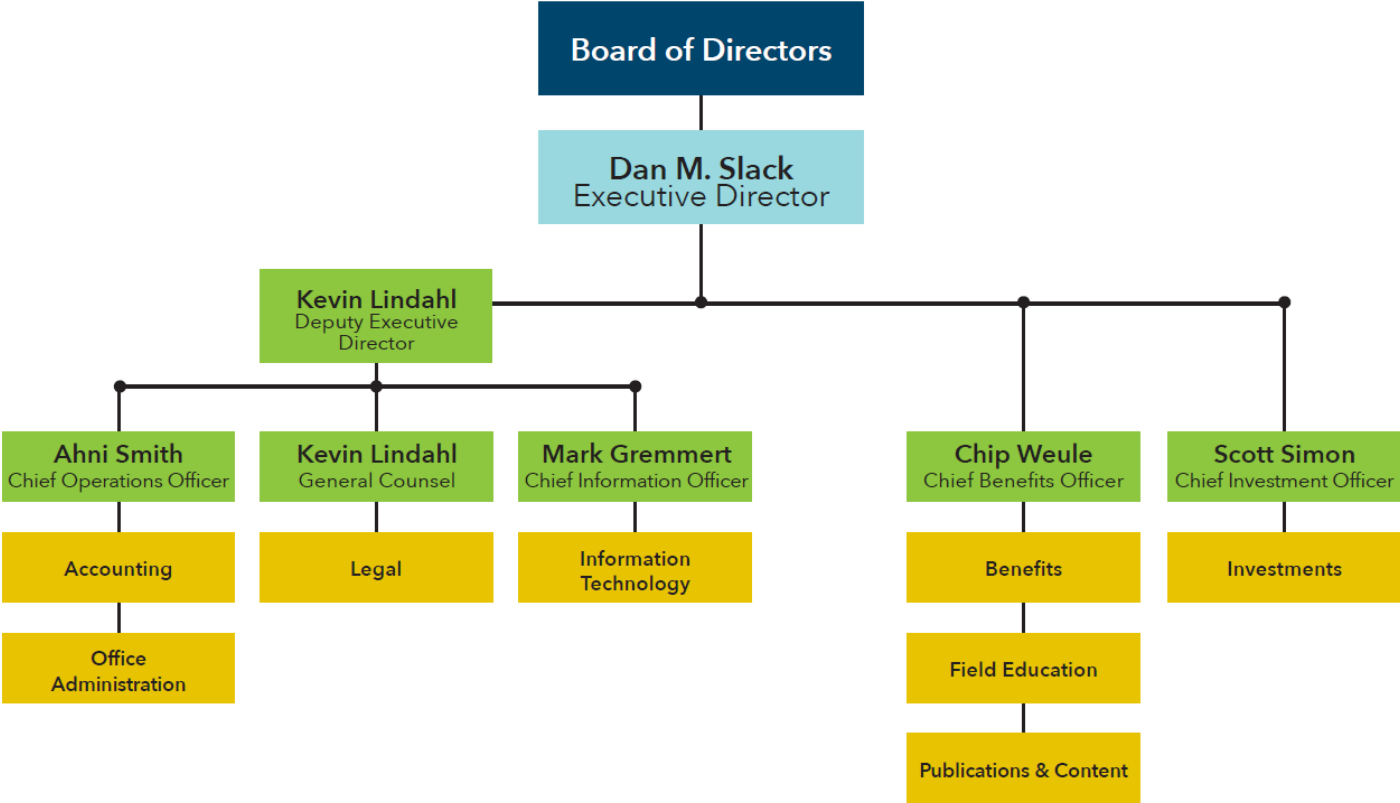 Board of Directors
Dan M. Slack
Executive Director
Kevin Lindahl
Deputy Executive
Director
Ahni Smith
Chief Operations Officer
Kevin Lindahl
General Counsel
Mark Gremmert
Chief Information Officer
Chip Weule
Chief Benefits Officer
Scott Simon
Chief Investment Officer
Accounting
Legal
Information
Technology
Benefits
Investments
Office
Administration
Field Education
Publications & Content